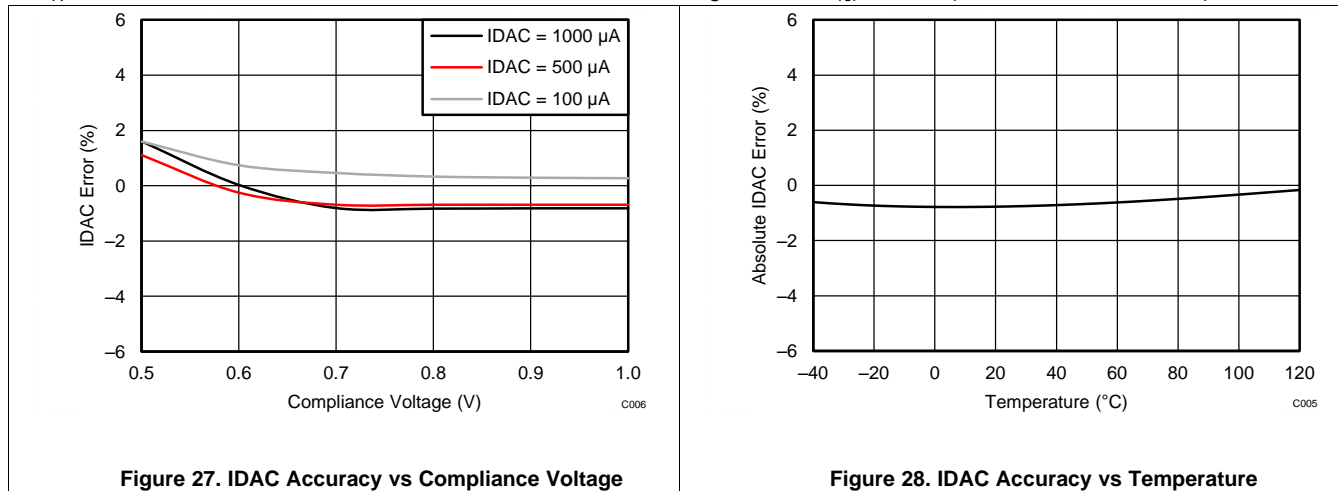 6
4
2
0
–2
–4
–6
IDAC Error (%)
IDAC = 1000 µA
IDAC = 500 µA
IDAC = 100 µA
0.5 0.6 0.7 0.8 0.9 1.0
Compliance Voltage (V)
C006
Figure 27. IDAC Accuracy vs Compliance Voltage
6
4
2
0
–2
–4
–6
Absolute IDAC Error (%)
–40 –20 0 20 40 60 80 100 120
Temperature (°C)
C005
Figure 28. IDAC Accuracy vs Temperature